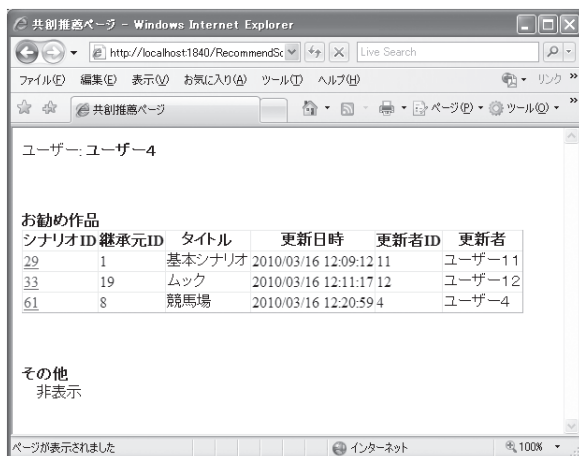 共創推薦ページ - Windows Internet Explorer
http://localhost:1840/RecommendSc
Live Search
ファイル(F) 編集(E) 表示(V) お気に入り(A) ツール(T) ヘルプ(H)
リンク »
共創推薦ページ
ページ(P) ツール(O) »
ユーザー: ユーザー4
お勧め作品
シナリオID 継承元ID タイトル 更新日時 更新者ID 更新者
29 1 基本シナリオ 2010/03/16 12:09:12 11 ユーザー11
33 19 ムック 2010/03/16 12:11:17 12 ユーザー12
61 8 競馬場 2010/03/16 12:20:59 4 ユーザー4
その他
非表示
ページが表示されました インターネット 100%